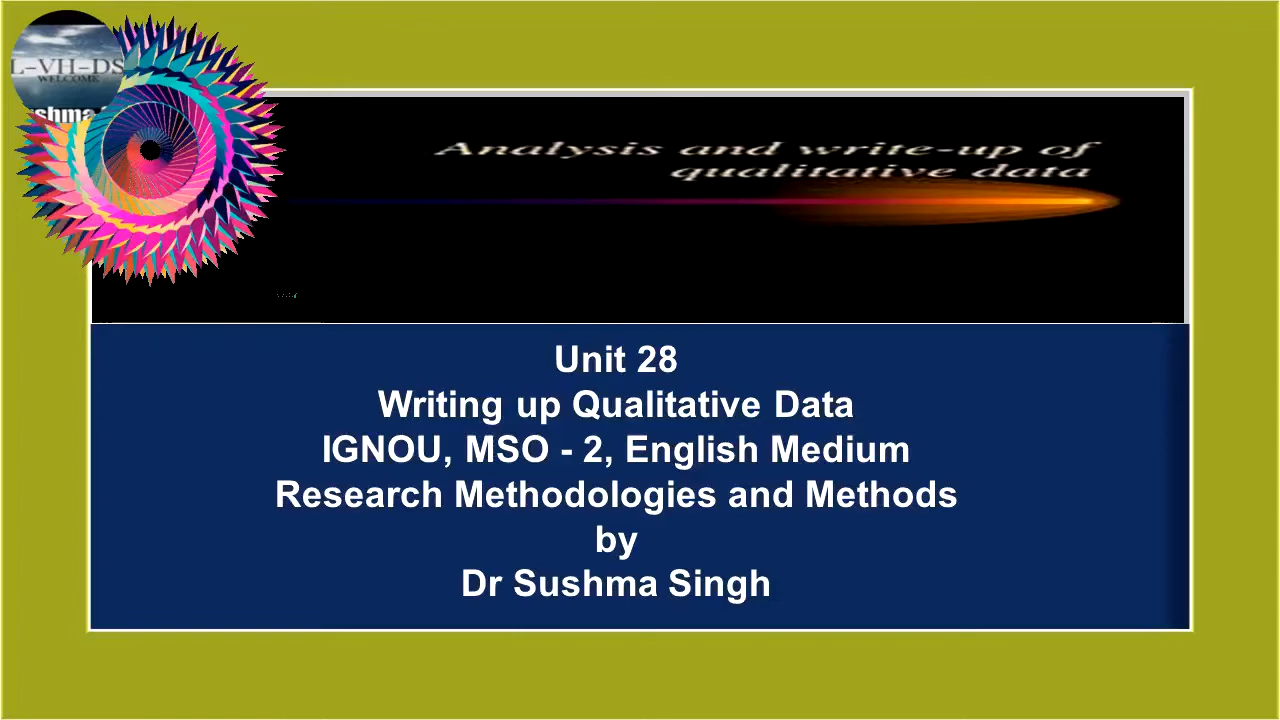 L-VH-DS
WELCOME
shma
Analysis and write-up of
qualitative data
Unit 28
Writing up Qualitative Data
IGNOU, MSO - 2, English Medium
Research Methodologies and Methods
by
Dr Sushma Singh